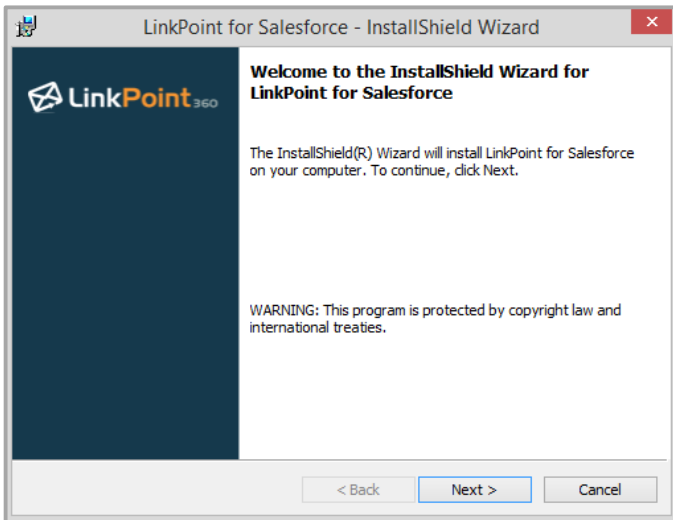 LinkPoint for Salesforce - InstallShield Wizard
LinkPoint360
Welcome to the InstallShield Wizard for
LinkPoint for Salesforce
The InstallShield(R) Wizard will install LinkPoint for Salesforce
on your computer. To continue, click Next.
WARNING: This program is protected by copyright law and
international treaties.
< Back
Next >
Cancel